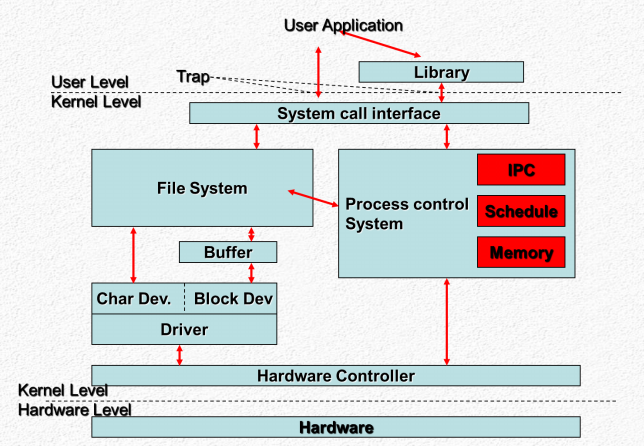 User Application
Library
Trap
User Level
Kernel Level
System call interface
File System
Process control
System
IPC
Schedule
Memory
Buffer
Char Dev.
Block Dev
Driver
Hardware Controller
Kernel Level
Hardware Level
Hardware